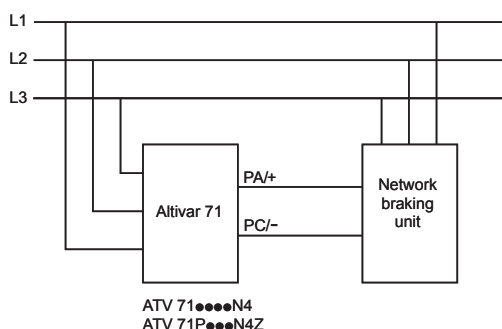 L1
L2
L3
Altivar 71
PA/+
PC/−
Network
braking
unit
ATV 71●●●●N4
ATV 71P●●●N4Z